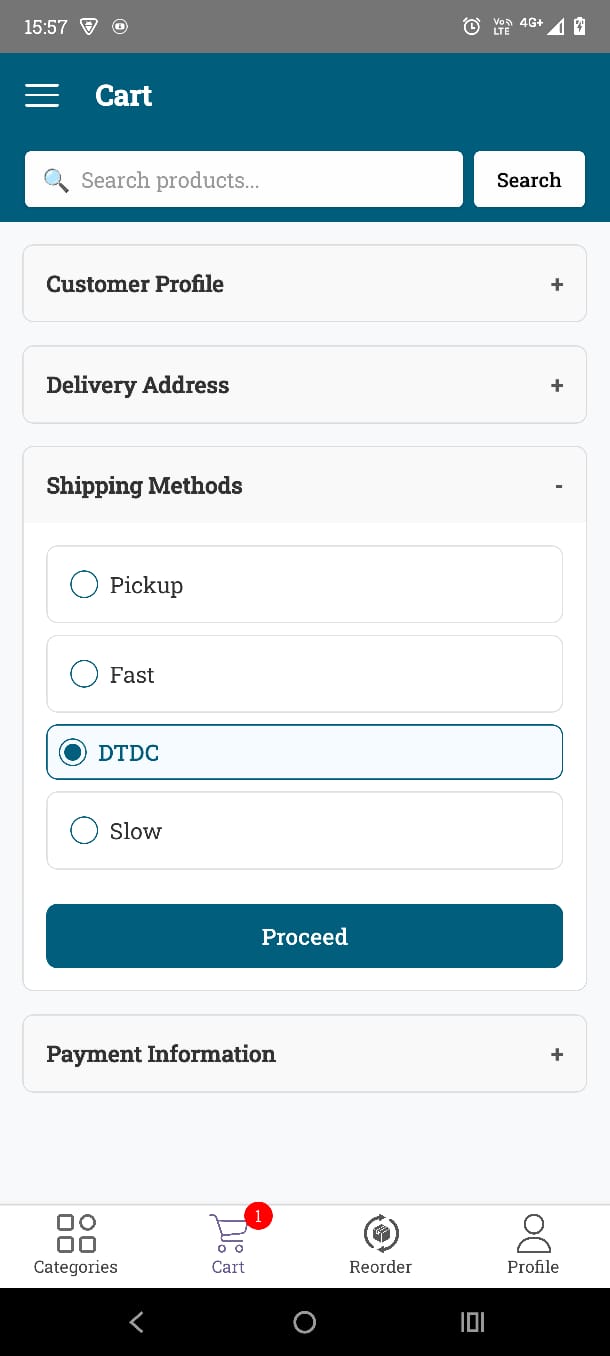 15:57
Vo LTE 4G+
Cart
Search products...
Search
Customer Profile +
Delivery Address +
Shipping Methods -
Pickup
Fast
DTDC
Slow
Proceed
Payment Information +
1
Categories Cart Reorder Profile